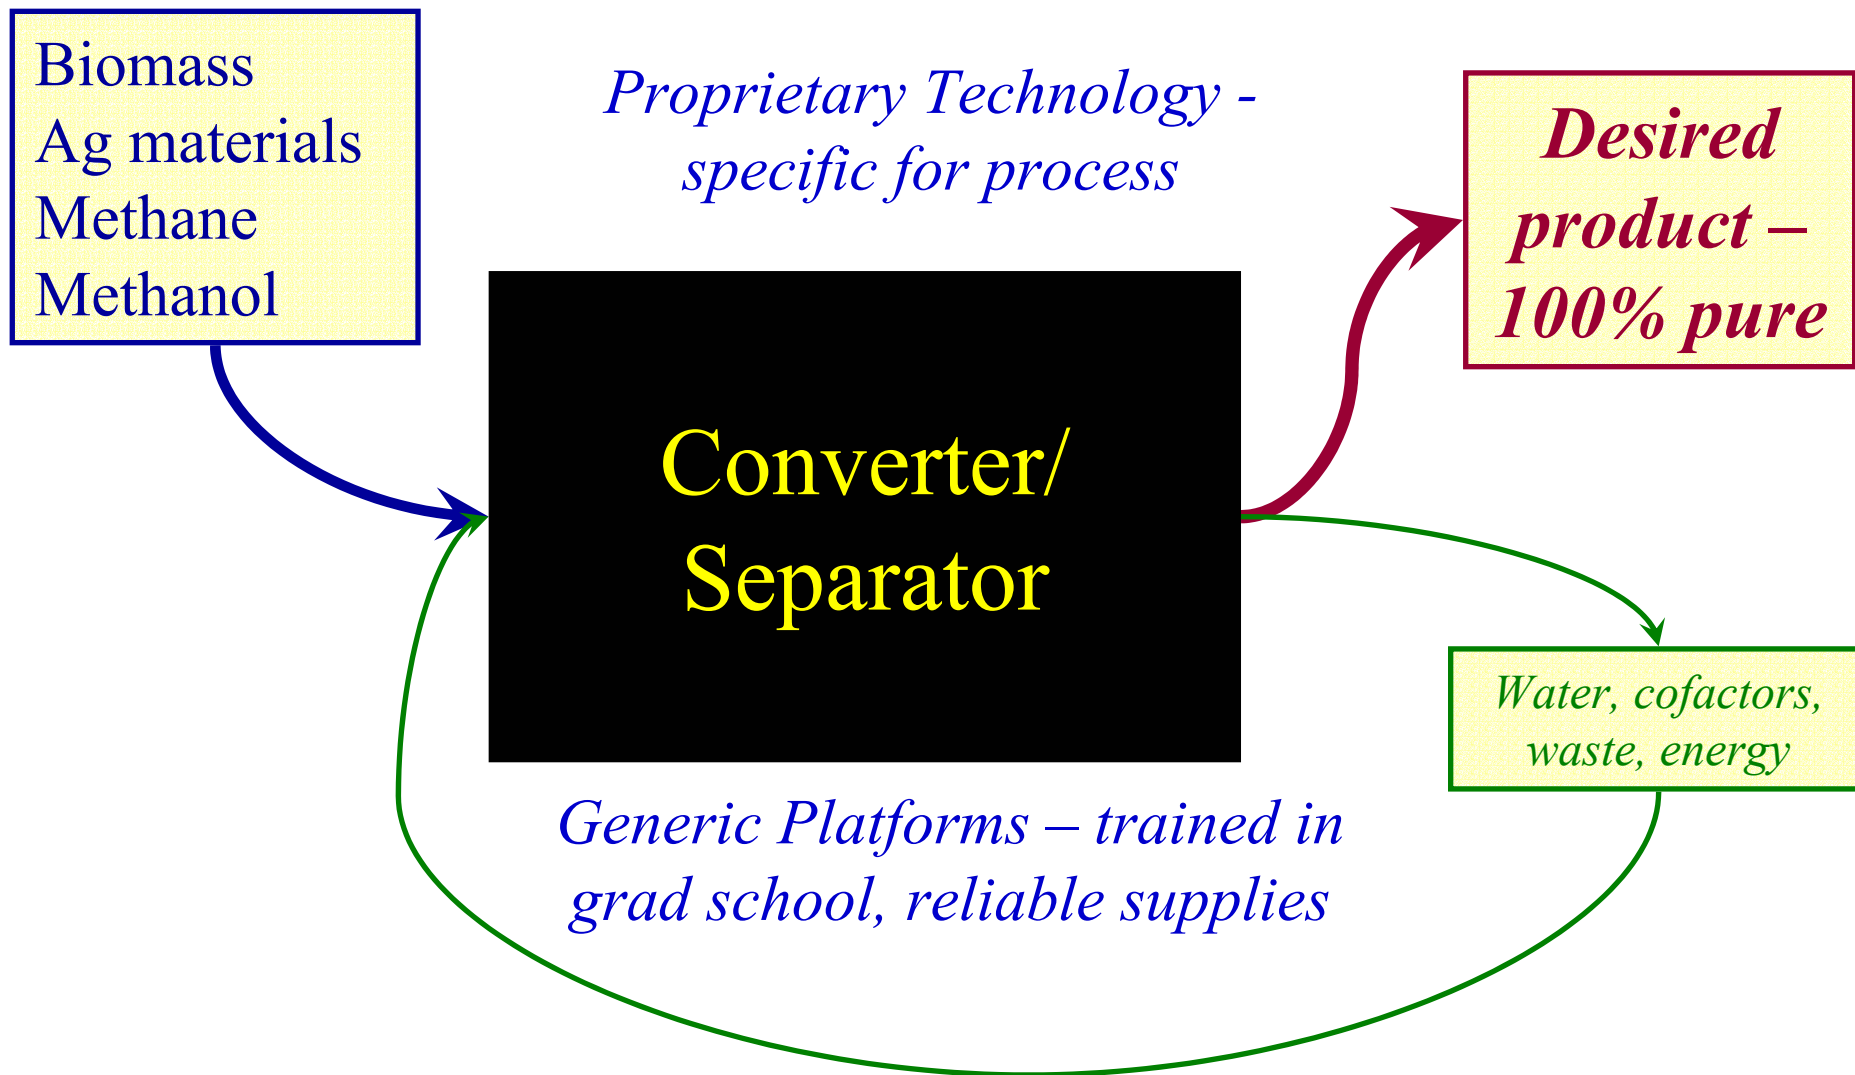 Biomass
Ag materials
Methane
Methanol
Proprietary Technology -
specific for process
Desired
product –
100% pure
Converter/
Separator
Water, cofactors,
waste, energy
Generic Platforms – trained in
grad school, reliable supplies